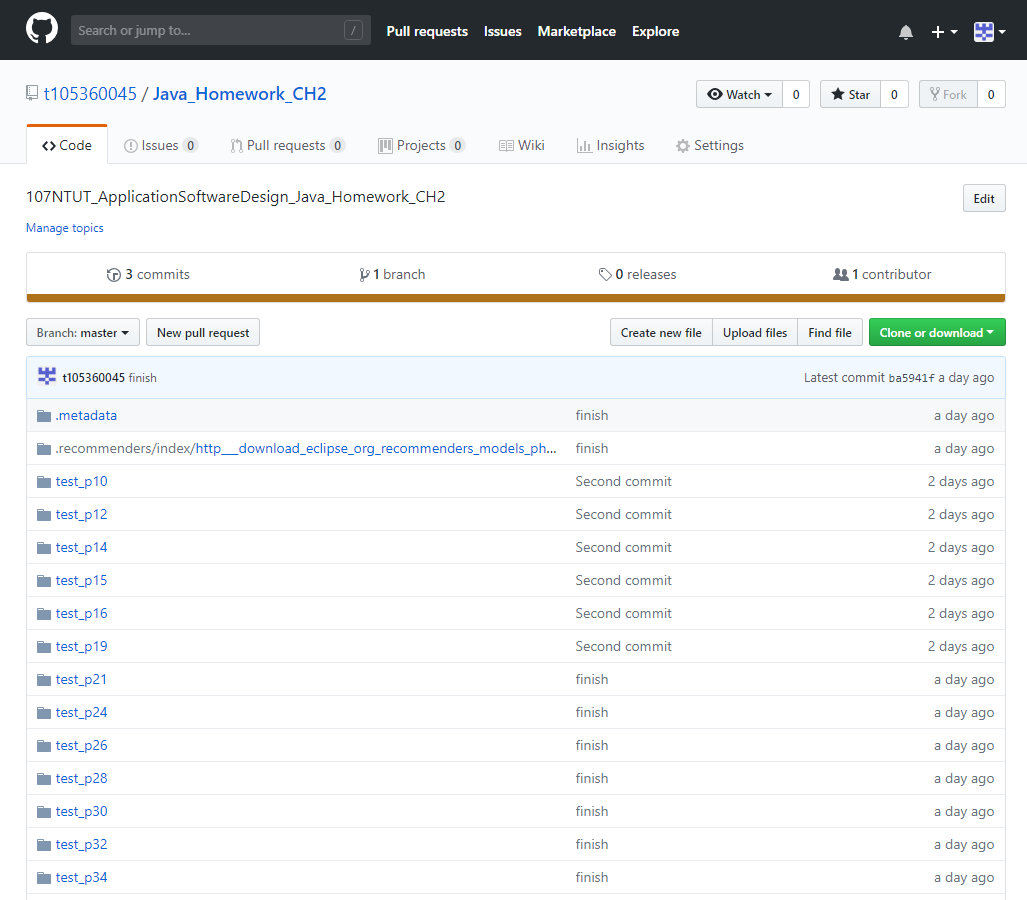 Search or jump to... /
Pull requests Issues Marketplace Explore
t105360045 / Java_Homework_CH2
Watch 0 Star 0 Fork 0
Code Issues 0 Pull requests 0 Projects 0 Wiki Insights Settings
107NTUT_ApplicationSoftwareDesign_Java_Homework_CH2
Edit
Manage topics
3 commits 1 branch 0 releases 1 contributor
Branch: master New pull request Create new file Upload files Find file Clone or download
t105360045 finish Latest commit ba5941f a day ago
.metadata finish a day ago
.recommenders/index/http___download_eclipse_org_recommenders_models_ph... finish a day ago
test_p10 Second commit 2 days ago
test_p12 Second commit 2 days ago
test_p14 Second commit 2 days ago
test_p15 Second commit 2 days ago
test_p16 Second commit 2 days ago
test_p19 Second commit 2 days ago
test_p21 finish a day ago
test_p24 finish a day ago
test_p26 finish a day ago
test_p28 finish a day ago
test_p30 finish a day ago
test_p32 finish a day ago
test_p34 finish a day ago